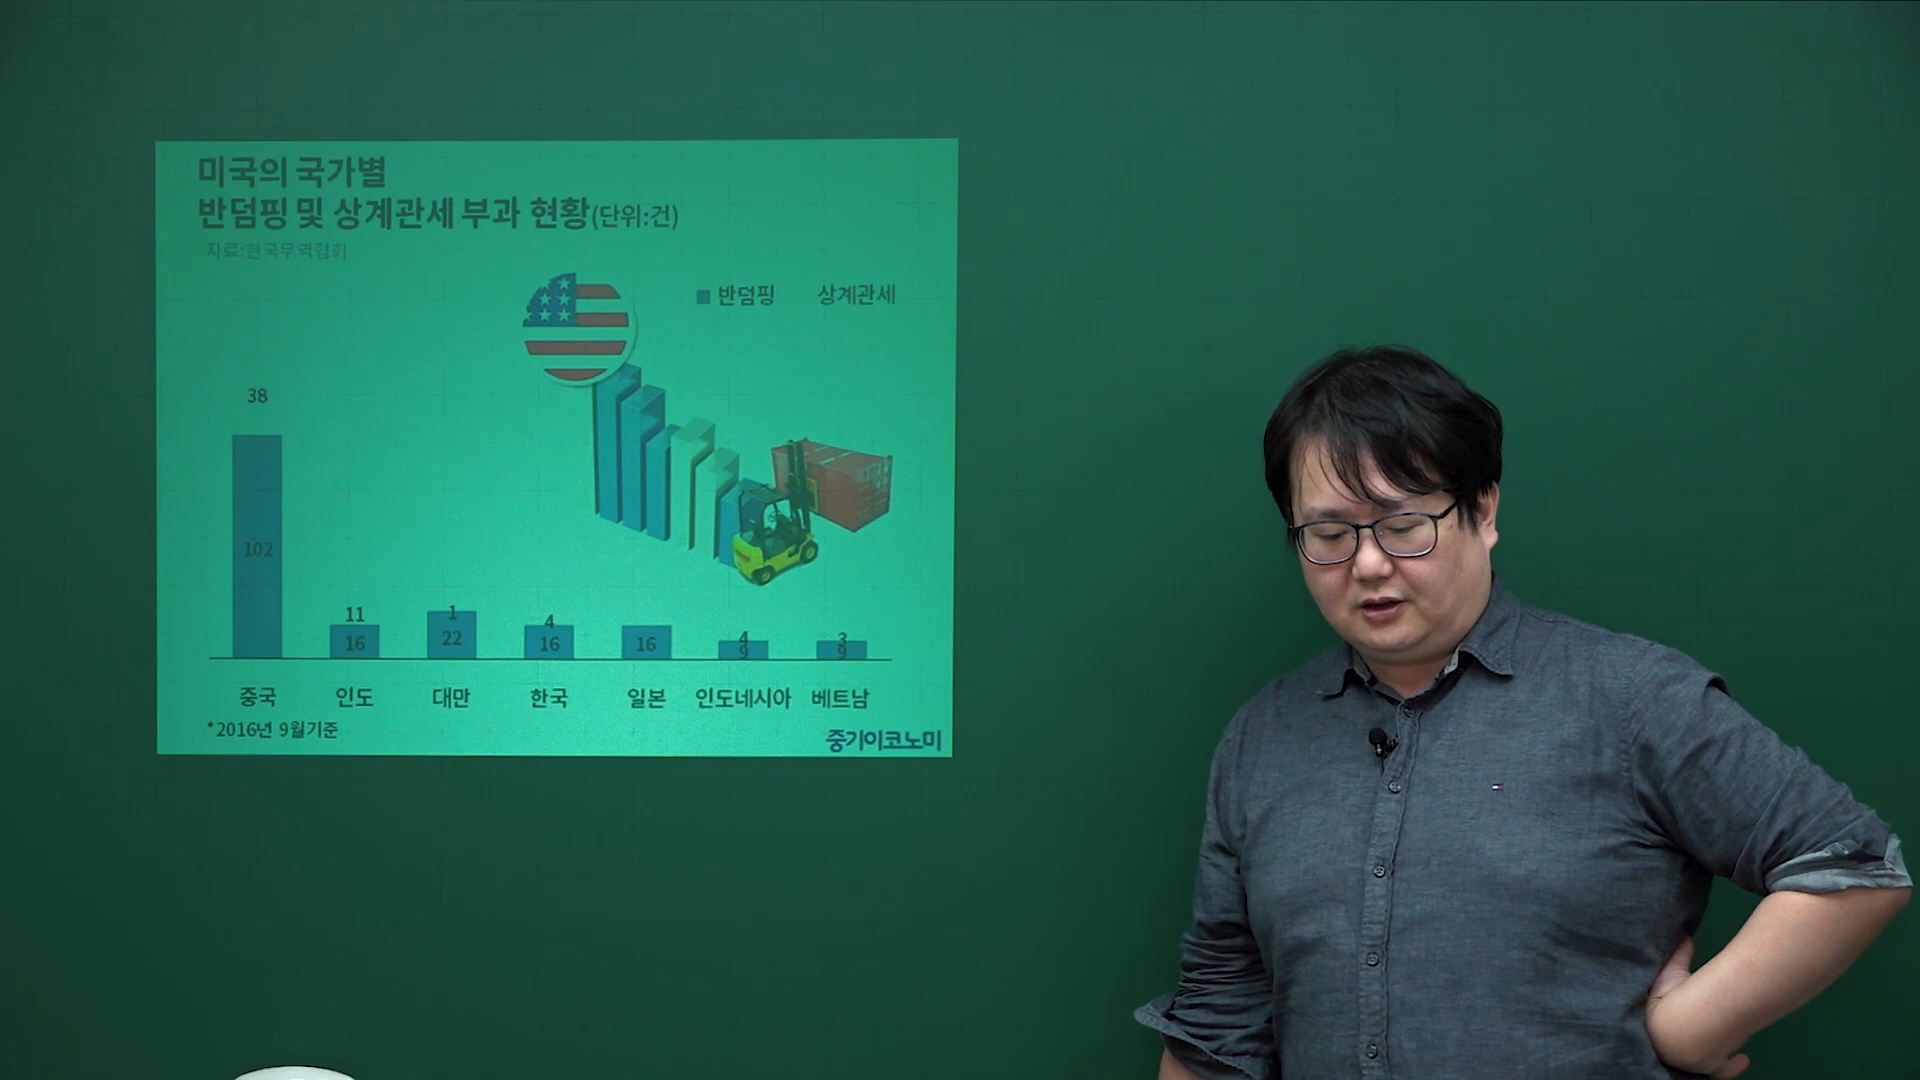 미국의 국가별
반덤핑 및 상계관세 부과 현황(단위:건)
자료:한국무역협회
반덤핑 상계관세
38
102
11
16
1
22
4
16
16
4
9
3
9
중국 인도 대만 한국 일본 인도네시아 베트남
*2016년 9월기준
중기이코노미